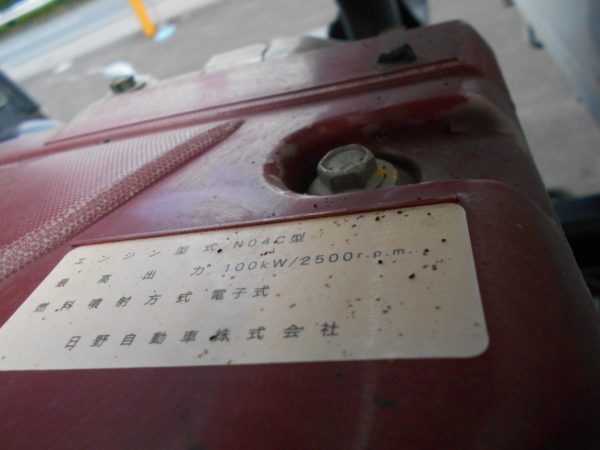 エンジン型式 N04C型
最高出力 100kW/2500r.p.m.
燃料噴射方式 電子式
日野自動車株式会社